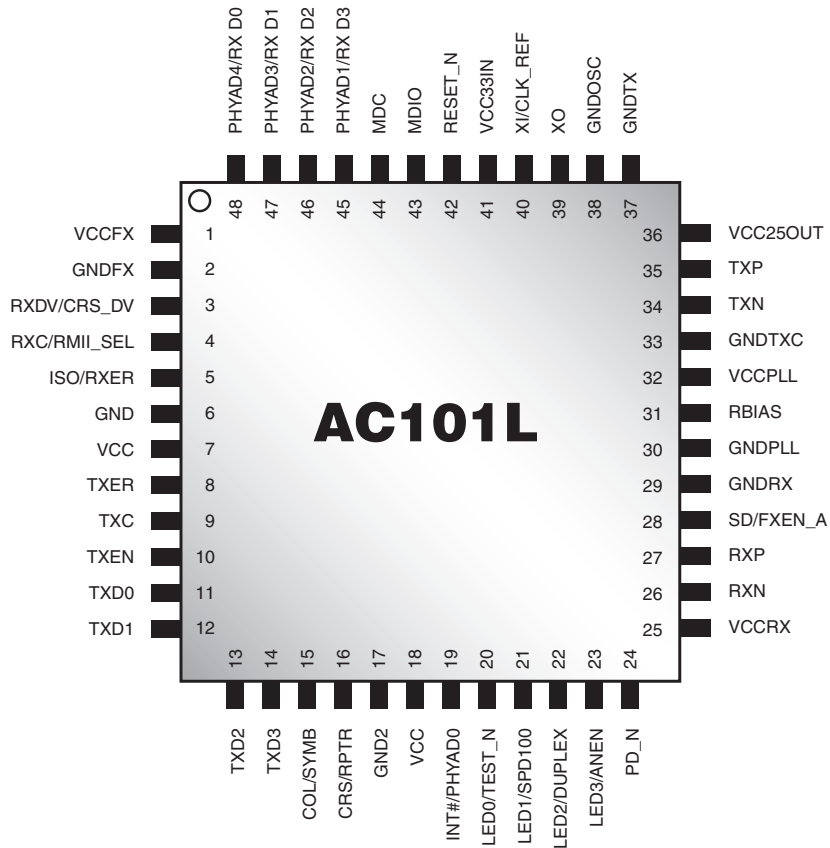 PHYAD4/RX D0
PHYAD3/RX D1
PHYAD2/RX D2
PHYAD1/RX D3
MDC
MDIO
RESET_N
VCC33IN
XI/CLK_REF
XO
GNDOSC
GNDTX
48
47
46
45
44
43
42
41
40
39
38
37
VCCFX 1
GNDFX 2
RXDV/CRS_DV 3
RXC/RMII_SEL 4
ISO/RXER 5
GND 6
VCC 7
TXER 8
TXC 9
TXEN 10
TXD0 11
TXD1 12
AC101L
36 VCC25OUT
35 TXP
34 TXN
33 GNDTXC
32 VCCPLL
31 RBIAS
30 GNDPLL
29 GNDRX
28 SD/FXEN_A
27 RXP
26 RXN
25 VCCRX
13
14
15
16
17
18
19
20
21
22
23
24
TXD2
TXD3
COL/SYMB
CRS/RPTR
GND2
VCC
INT#/PHYAD0
LED0/TEST_N
LED1/SPD100
LED2/DUPLEX
LED3/ANEN
PD_N